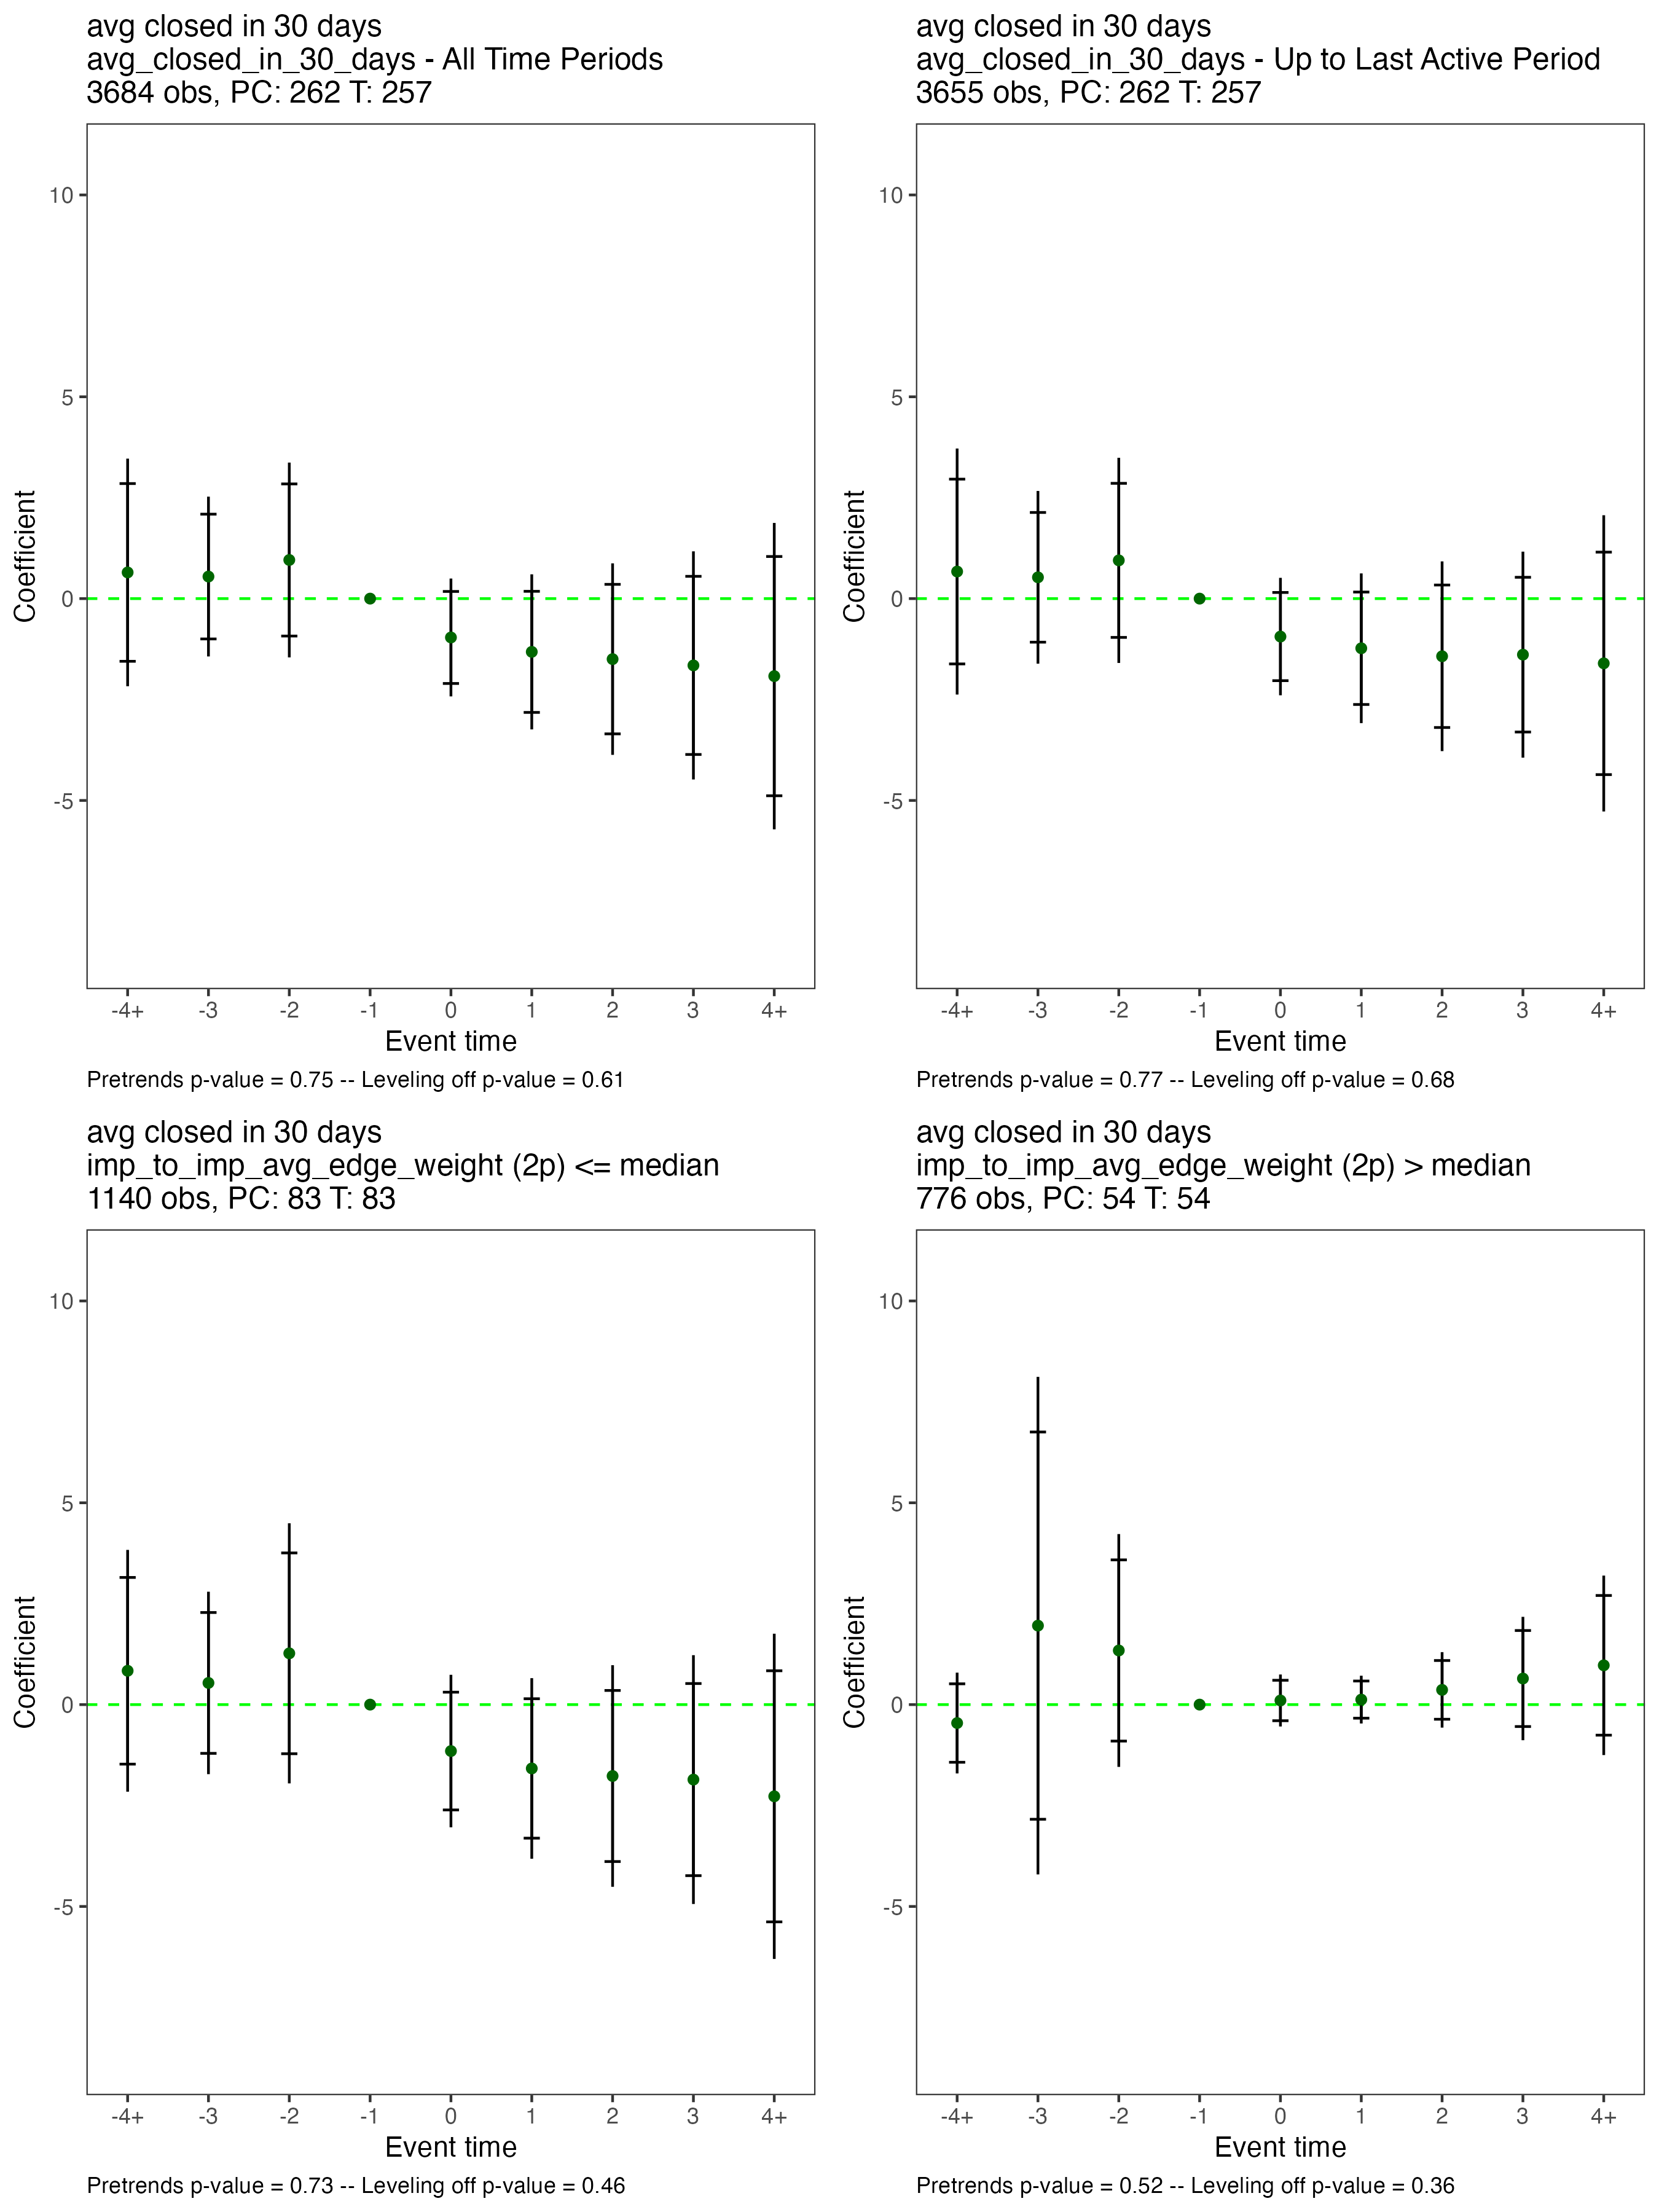 avg closed in 30 days
avg_closed_in_30_days - All Time Periods
3684 obs, PC: 262 T: 257
10
5
0
-5
Coefficient
-4+ -3 -2 -1 0 1 2 3 4+
Event time
Pretrends p-value = 0.75 -- Leveling off p-value = 0.61
avg closed in 30 days
avg_closed_in_30_days - Up to Last Active Period
3655 obs, PC: 262 T: 257
10
5
0
-5
Coefficient
-4+ -3 -2 -1 0 1 2 3 4+
Event time
Pretrends p-value = 0.77 -- Leveling off p-value = 0.68
avg closed in 30 days
imp_to_imp_avg_edge_weight (2p) <= median
1140 obs, PC: 83 T: 83
10
5
0
-5
Coefficient
-4+ -3 -2 -1 0 1 2 3 4+
Event time
Pretrends p-value = 0.73 -- Leveling off p-value = 0.46
avg closed in 30 days
imp_to_imp_avg_edge_weight (2p) > median
776 obs, PC: 54 T: 54
10
5
0
-5
Coefficient
-4+ -3 -2 -1 0 1 2 3 4+
Event time
Pretrends p-value = 0.52 -- Leveling off p-value = 0.36